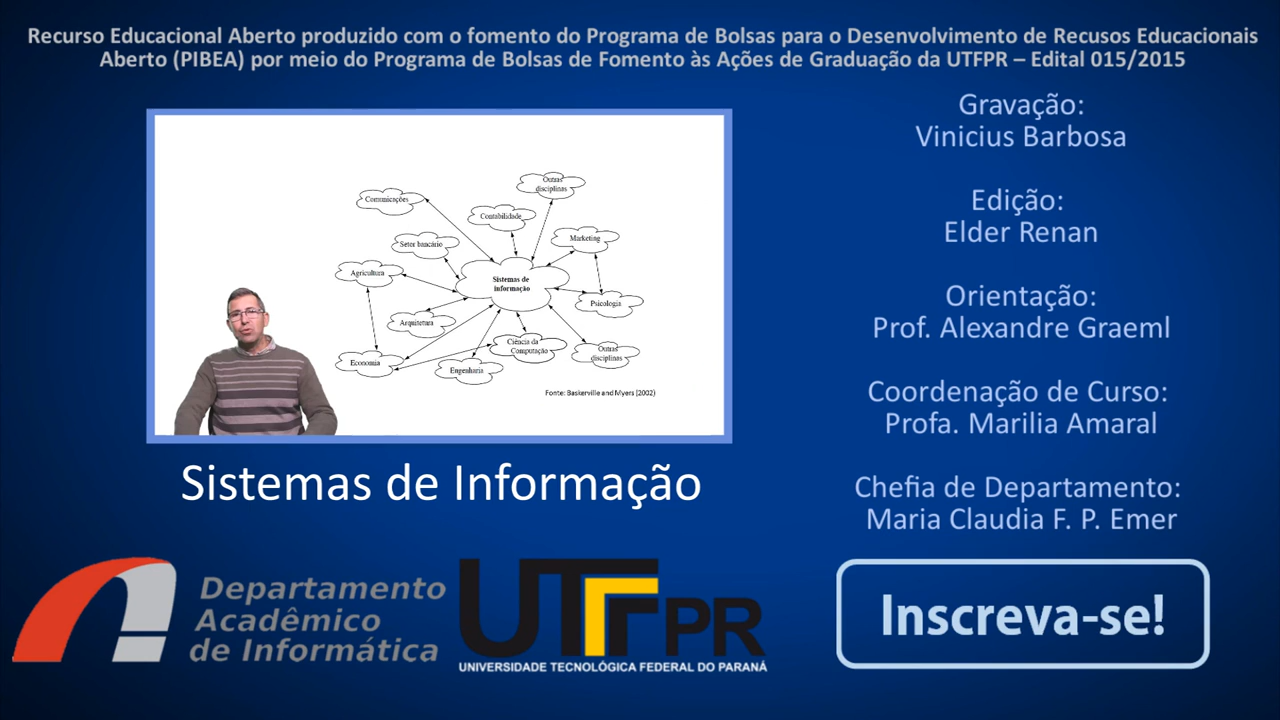 Recurso Educacional Aberto produzido com o fomento do Programa de Bolsas para o Desenvolvimento de Recusos Educacionais
Aberto (PIBEA) por meio do Programa de Bolsas de Fomento às Ações de Graduação da UTFPR – Edital 015/2015
Comunicações
Outras
disciplinas
Contabilidade
Setor bancário
Marketing
Agricultura
Sistemas de
informação
Psicologia
Arquitetura
Ciência da
Computação
Economia
Engenharia
Outras
disciplinas
Fonte: Baskerville and Myers (2002)
Sistemas de Informação
Gravação:
Vinicius Barbosa
Edição:
Elder Renan
Orientação:
Prof. Alexandre Graeml
Coordenação de Curso:
Profa. Marilia Amaral
Chefia de Departamento:
Maria Claudia F. P. Emer
Departamento
Acadêmico
de Informática
UTFPR
UNIVERSIDADE TECNOLÓGICA FEDERAL DO PARANÁ
Inscreva-se!